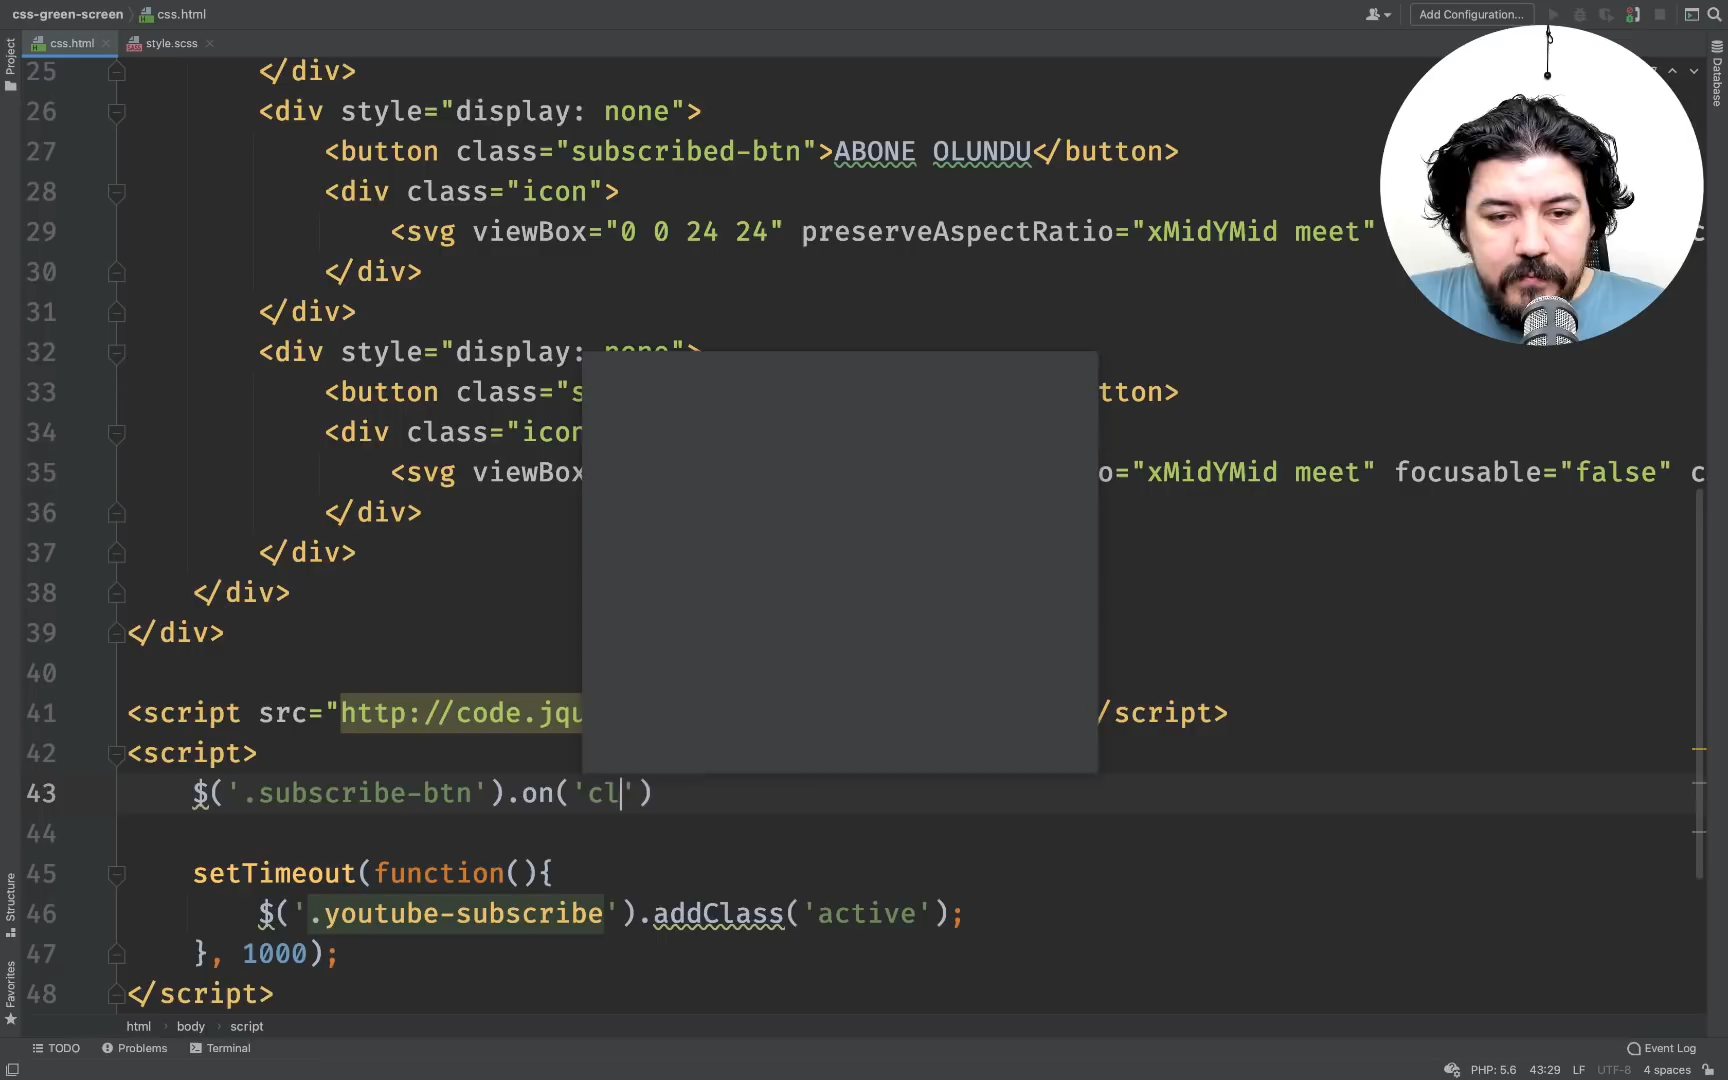 css-green-screen css.html
Add Configuration...
css.html style.scss
Project
Database
25 </div>
26 <div style="display: none">
27 <button class="subscribed-btn">ABONE OLUNDU</button>
28 <div class="icon">
29 <svg viewBox="0 0 24 24" preserveAspectRatio="xMidYMid meet" c
30 </div>
31 </div>
32 <div style="display: none">
33 <button class="s tton>
34 <div class="icon
35 <svg viewBox o="xMidYMid meet" focusable="false" c
36 </div>
37 </div>
38 </div>
39 </div>
40
41 <script src="http://code.jqu /script>
42 <script>
43 $('.subscribe-btn').on('cl')
44
45 setTimeout(function(){
46 $('.youtube-subscribe').addClass('active');
47 }, 1000);
48 </script>
Structure
Favorites
html body script
TODO Problems Terminal Event Log
PHP: 5.6 43:29 LF UTF-8 4 spaces